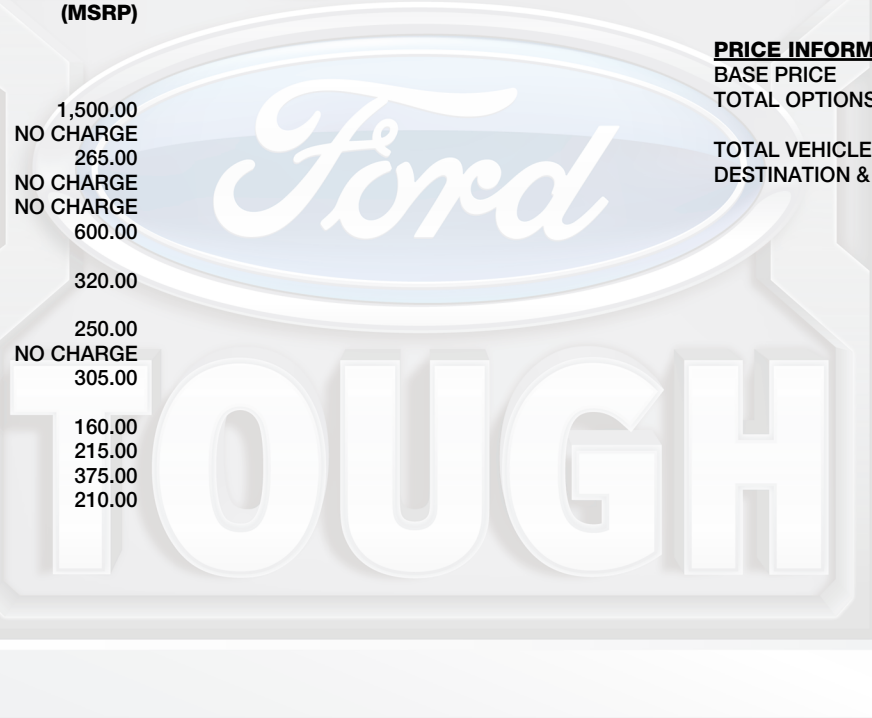 (MSRP)
1,500.00
NO CHARGE
265.00
NO CHARGE
NO CHARGE
600.00
320.00
250.00
NO CHARGE
305.00
160.00
215.00
375.00
210.00
PRICE INFORM
BASE PRICE
TOTAL OPTIONS
TOTAL VEHICLE
DESTINATION &
Ford
TOUGH